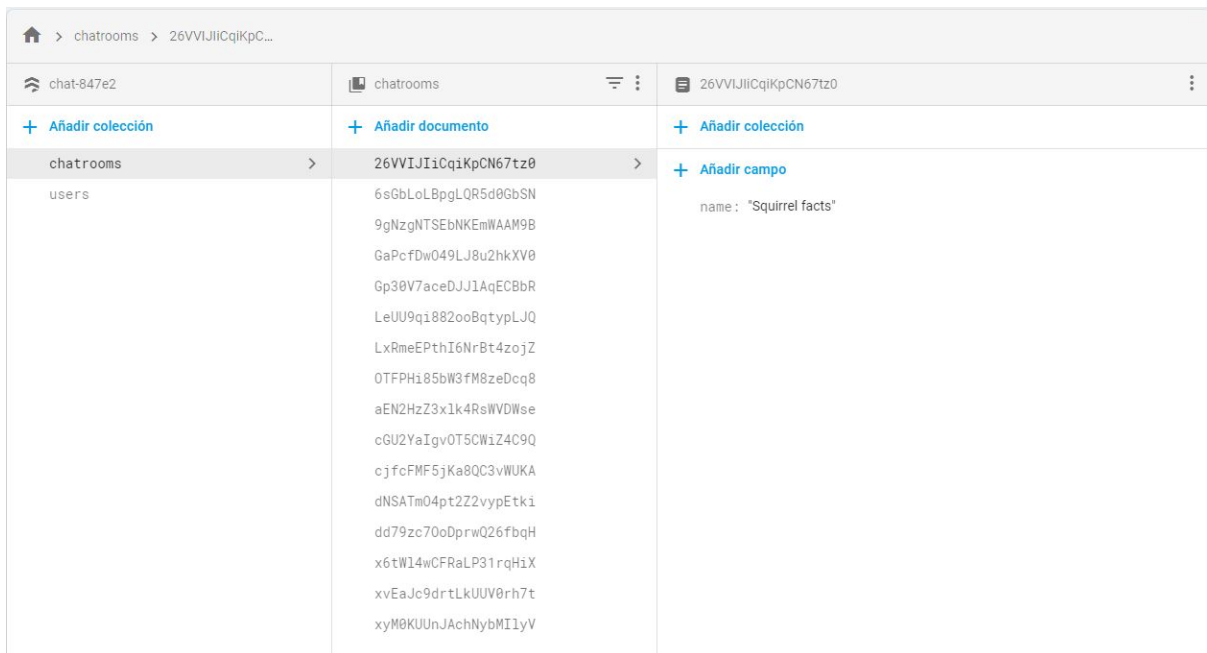 chatrooms > 26VVIJIiCqiKpC...
chat-847e2
chatrooms
26VVIJIiCqiKpCN67tz0
Añadir colección
Añadir documento
Añadir colección
chatrooms
users
26VVIJIiCqiKpCN67tz0
6sGbLoLBpgLQR5d0GbSN
9gNzgNTSEbNKEmWAAM9B
GaPcfDwO49LJ8u2hkXV0
Gp30V7aceDJJlAqECBbR
LeUU9qi882ooBqtypLJQ
LxRmeEPthI6NrBt4zojZ
OTFPHi85bW3fM8zeDcq8
aEN2HzZ3xlk4RsWVDWse
cGU2YaIgvOT5CWiZ4C9Q
cjfcFMF5jKa8QC3vWUKA
dNSATmO4pt2Z2vypEtki
dd79zc7OoDprwQ26fbqH
x6tWl4wCFRaLP31rqHiX
xvEaJc9drtLkUUV0rh7t
xyM0KUUnJAchNybMIlyV
Añadir campo
name: "Squirrel facts"